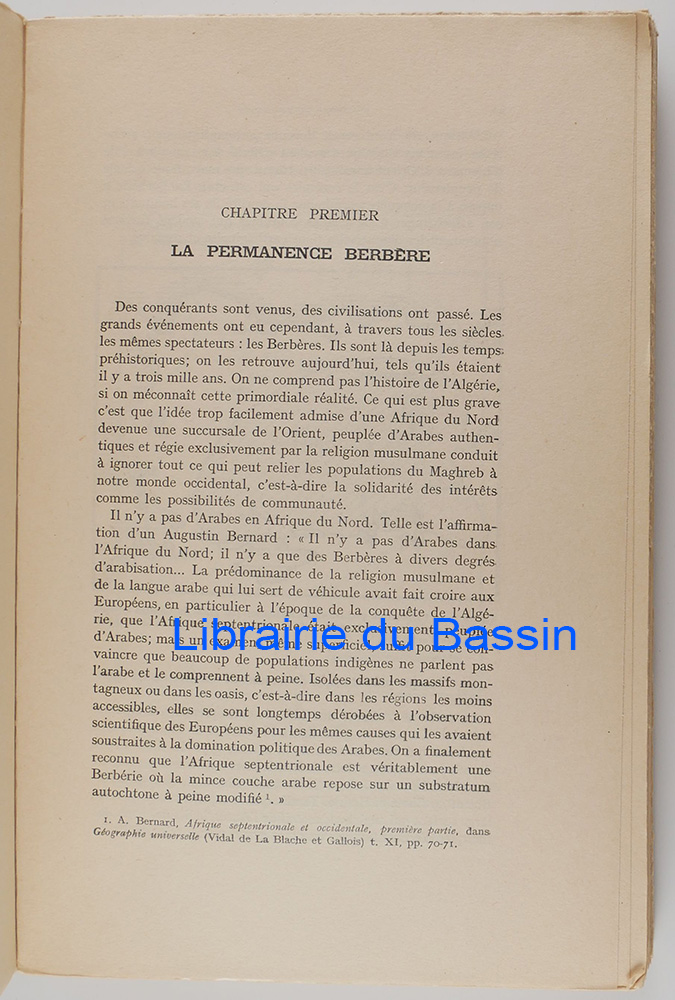 CHAPITRE PREMIER
LA PERMANENCE BERBÈRE
Des conquérants sont venus, des civilisations ont passé. Les
grands événements ont eu cependant, à travers tous les siècles
les mêmes spectateurs : les Berbères. Ils sont là depuis les temps
préhistoriques; on les retrouve aujourd'hui, tels qu'ils étaient
il y a trois mille ans. On ne comprend pas l'histoire de l'Algérie,
si on méconnaît cette primordiale réalité. Ce qui est plus grave
c'est que l'idée trop facilement admise d'une Afrique du Nord
devenue une succursale de l'Orient, peuplée d'Arabes authen-
tiques et régie exclusivement par la religion musulmane conduit
à ignorer tout ce qui peut relier les populations du Maghreb à
notre monde occidental, c'est-à-dire la solidarité des intérêts
comme les possibilités de communauté.
Il n'y a pas d'Arabes en Afrique du Nord. Telle est l'affirma-
tion d'un Augustin Bernard : « Il n'y a pas d'Arabes dans
l'Afrique du Nord; il n'y a que des Berbères à divers degrés
d'arabisation... La prédominance de la religion musulmane et
de la langue arabe qui lui sert de véhicule avait fait croire aux
Européens, en particulier à l'époque de la conquête de l'Algé-
rie, que l'Afrique septentrionale était exclusivement peuplée
Librairie du Bassin
d'Arabes; mais un examen même superficiel suffit pour se con-
vaincre que beaucoup de populations indigènes ne parlent pas
l'arabe et le comprennent à peine. Isolées dans les massifs mon-
tagneux ou dans les oasis, c'est-à-dire dans les régions les moins
accessibles, elles se sont longtemps dérobées à l'observation
scientifique des Européens pour les mêmes causes qui les avaient
soustraites à la domination politique des Arabes. On a finalement
reconnu que l'Afrique septentrionale est véritablement une
Berbérie où la mince couche arabe repose sur un substratum
autochtone à peine modifié ¹. »
1. A. Bernard, Afrique septentrionale et occidentale, première partie, dans
Géographie universelle (Vidal de La Blache et Gallois) t. XI, pp. 70-71.